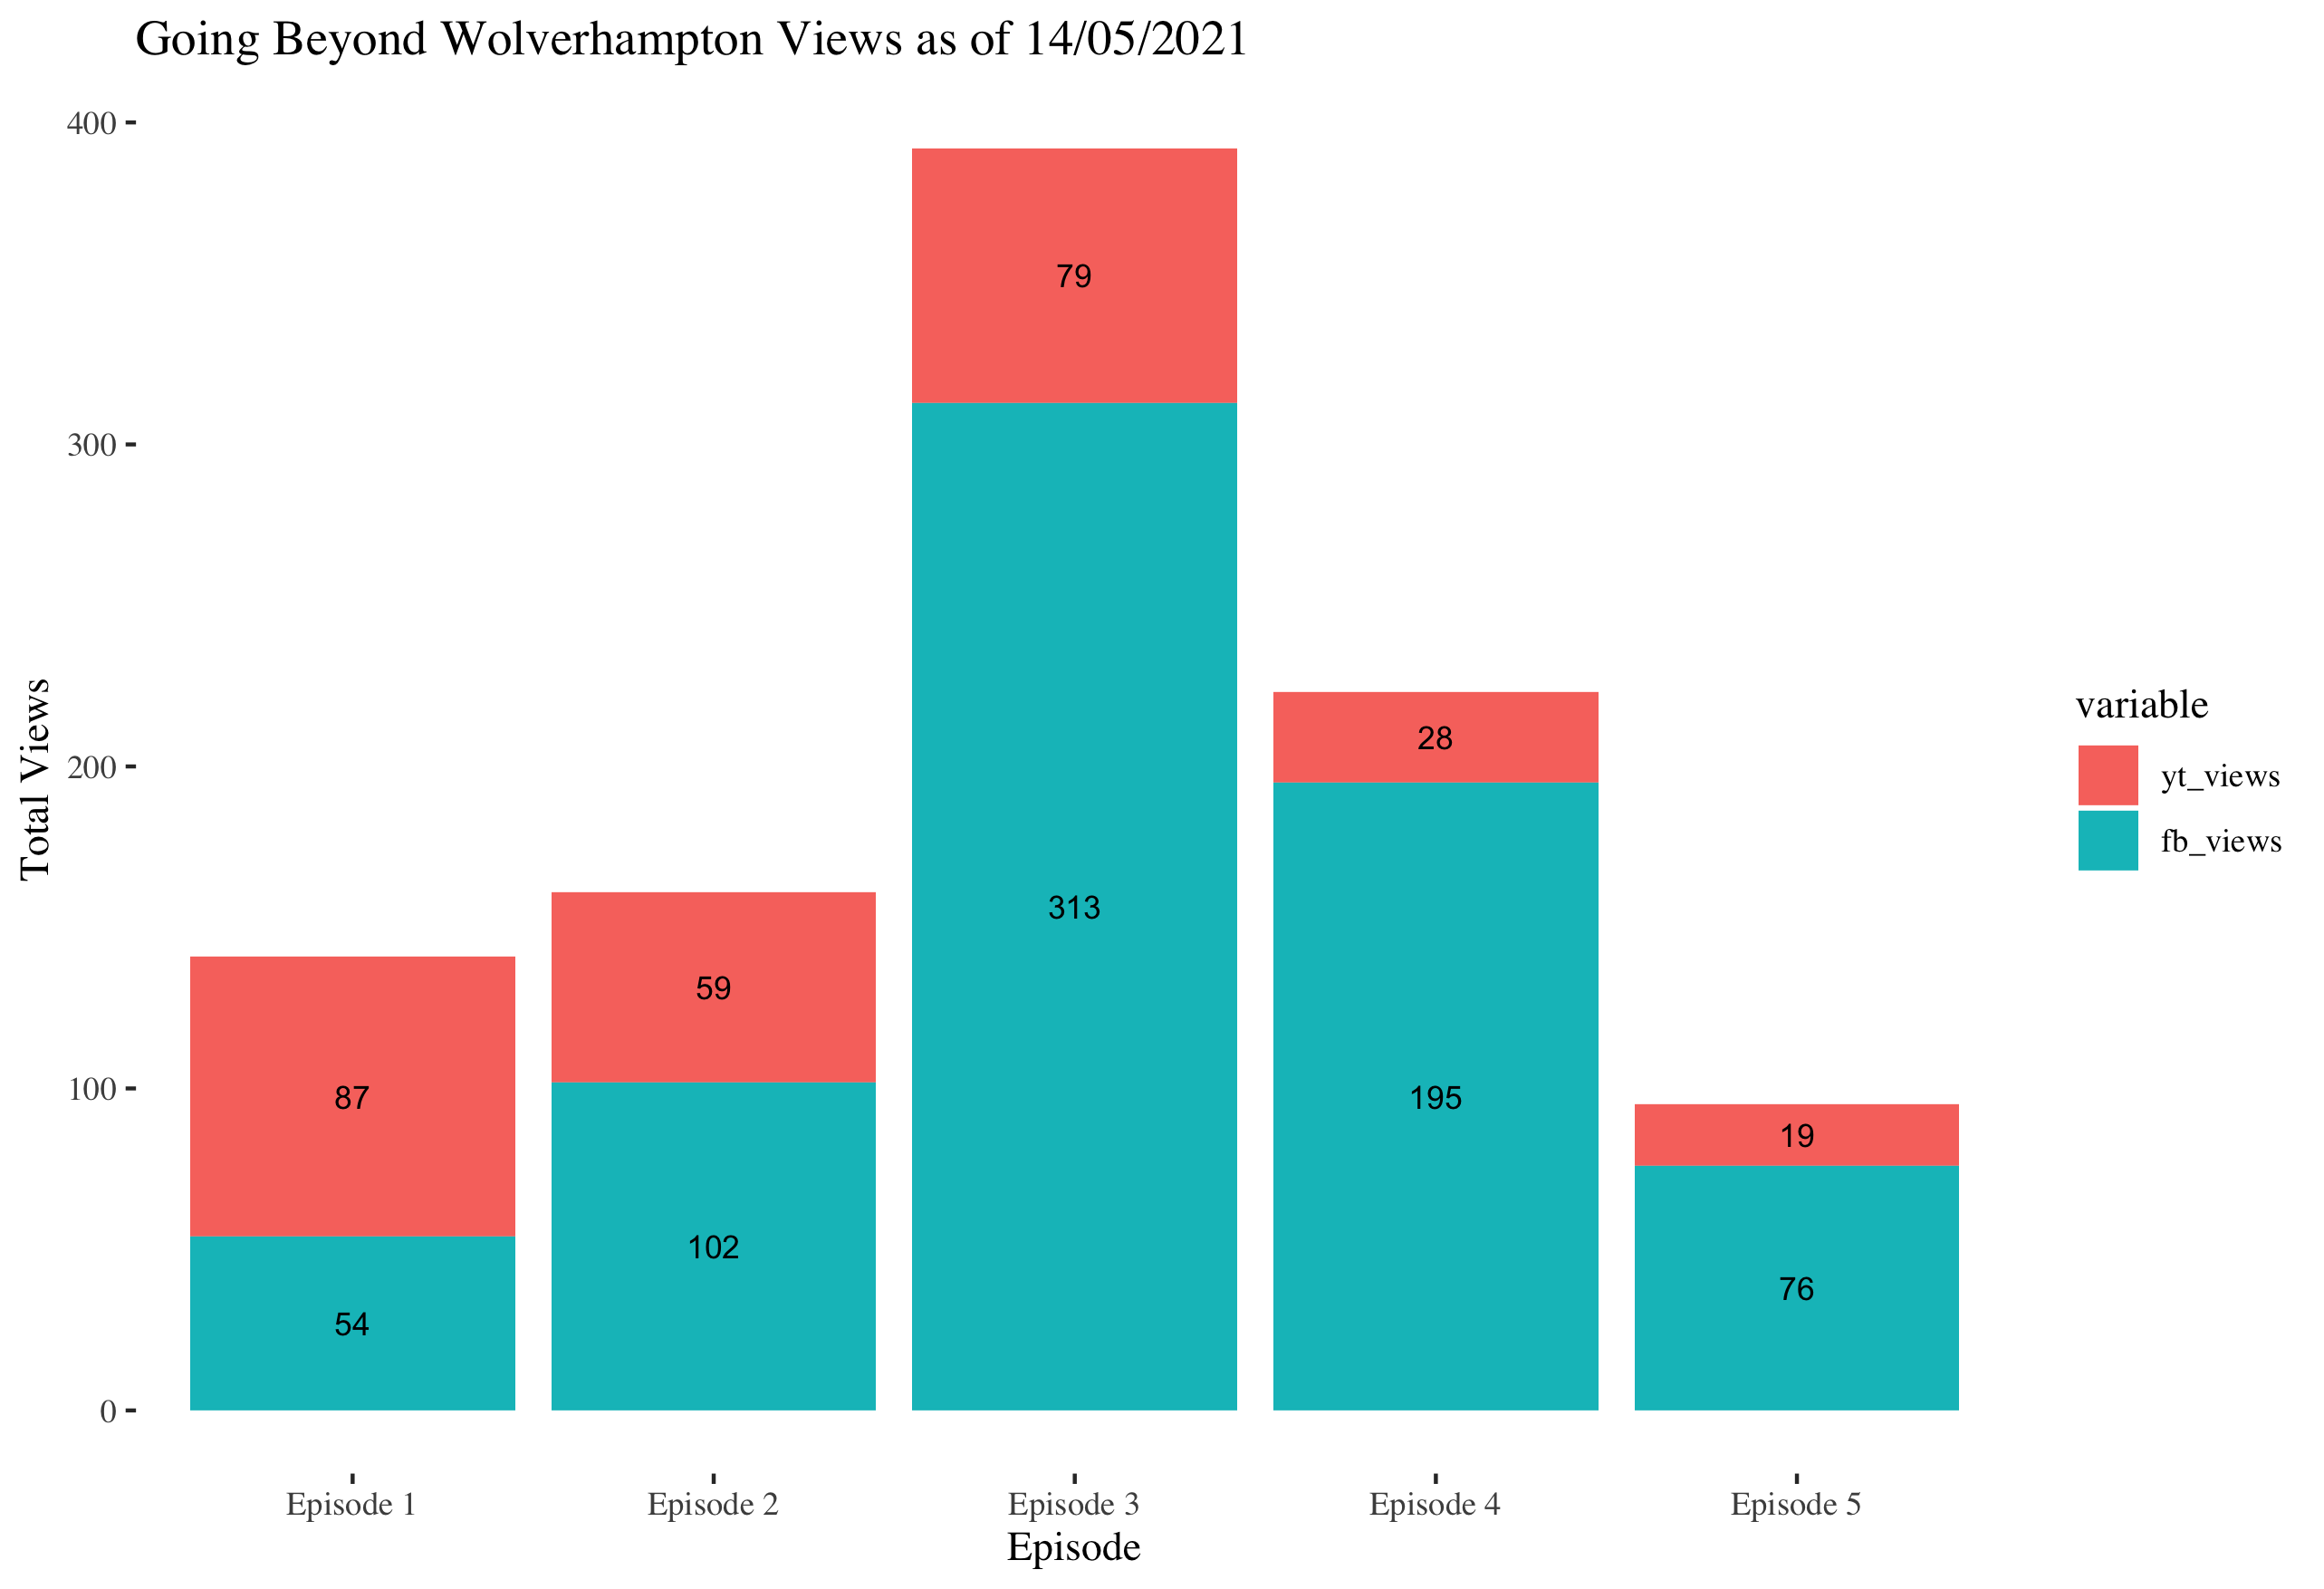 Going Beyond Wolverhampton Views as of 14/05/2021
400
300
200
100
0
Total Views
87
54
59
102
79
313
28
195
19
76
Episode 1
Episode 2
Episode 3
Episode 4
Episode 5
Episode
variable
yt_views
fb_views